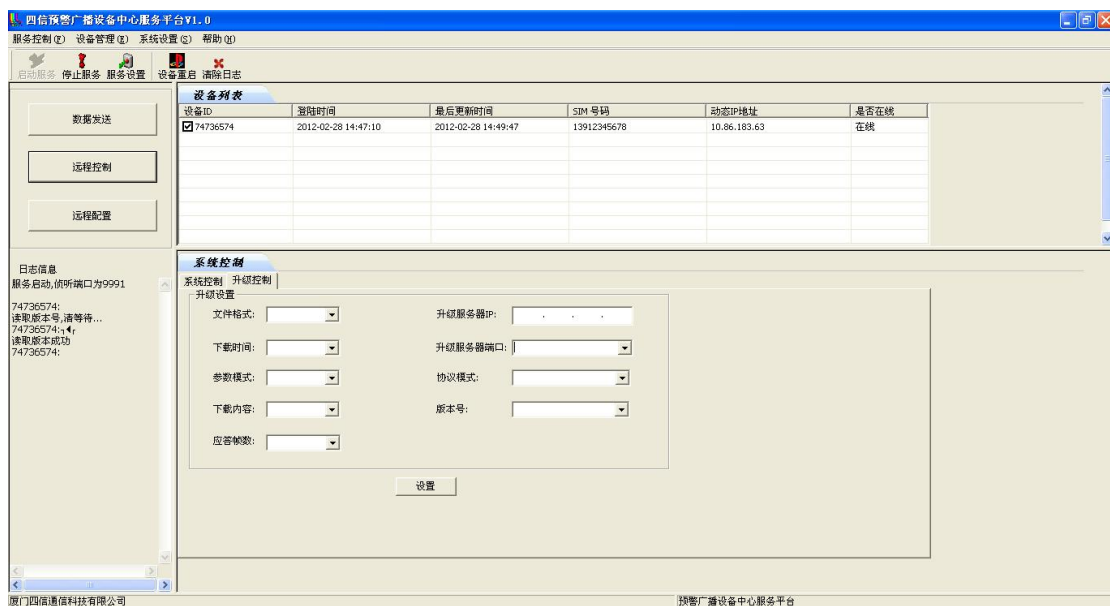 四信预警广播设备中心服务平台V1.0
服务控制(F) 设备管理(E) 系统设置(S) 帮助(H)
启动服务 停止服务 服务设置 设备重启 清除日志
数据发送
远程控制
远程配置
设备列表
设备ID 登陆时间 最后更新时间 SIM 号码 动态IP地址 是否在线
74736574 2012-02-28 14:47:10 2012-02-28 14:49:47 13912345678 10.86.183.63 在线
日志信息
服务启动,侦听端口为9991
74736574:
读取版本号,请等待...
74736574:
读取版本成功
74736574:
系统控制
系统控制 升级控制
升级设置
文件格式: 升级服务器IP: . . .
下载时间: 升级服务器端口:
参数模式: 协议模式:
下载内容: 版本号:
应答帧数:
设置
厦门四信通信科技有限公司 预警广播设备中心服务平台